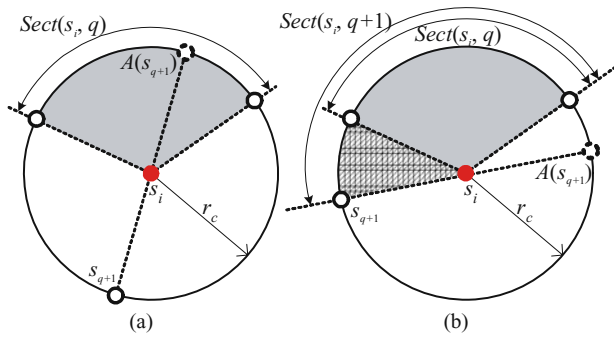 Sect(s_i, q)
A(s_{q+1})
s_i
r_c
s_{q+1}
(a)
Sect(s_i, q+1)
Sect(s_i, q)
A(s_{q+1})
s_i
s_{q+1}
r_c
(b)